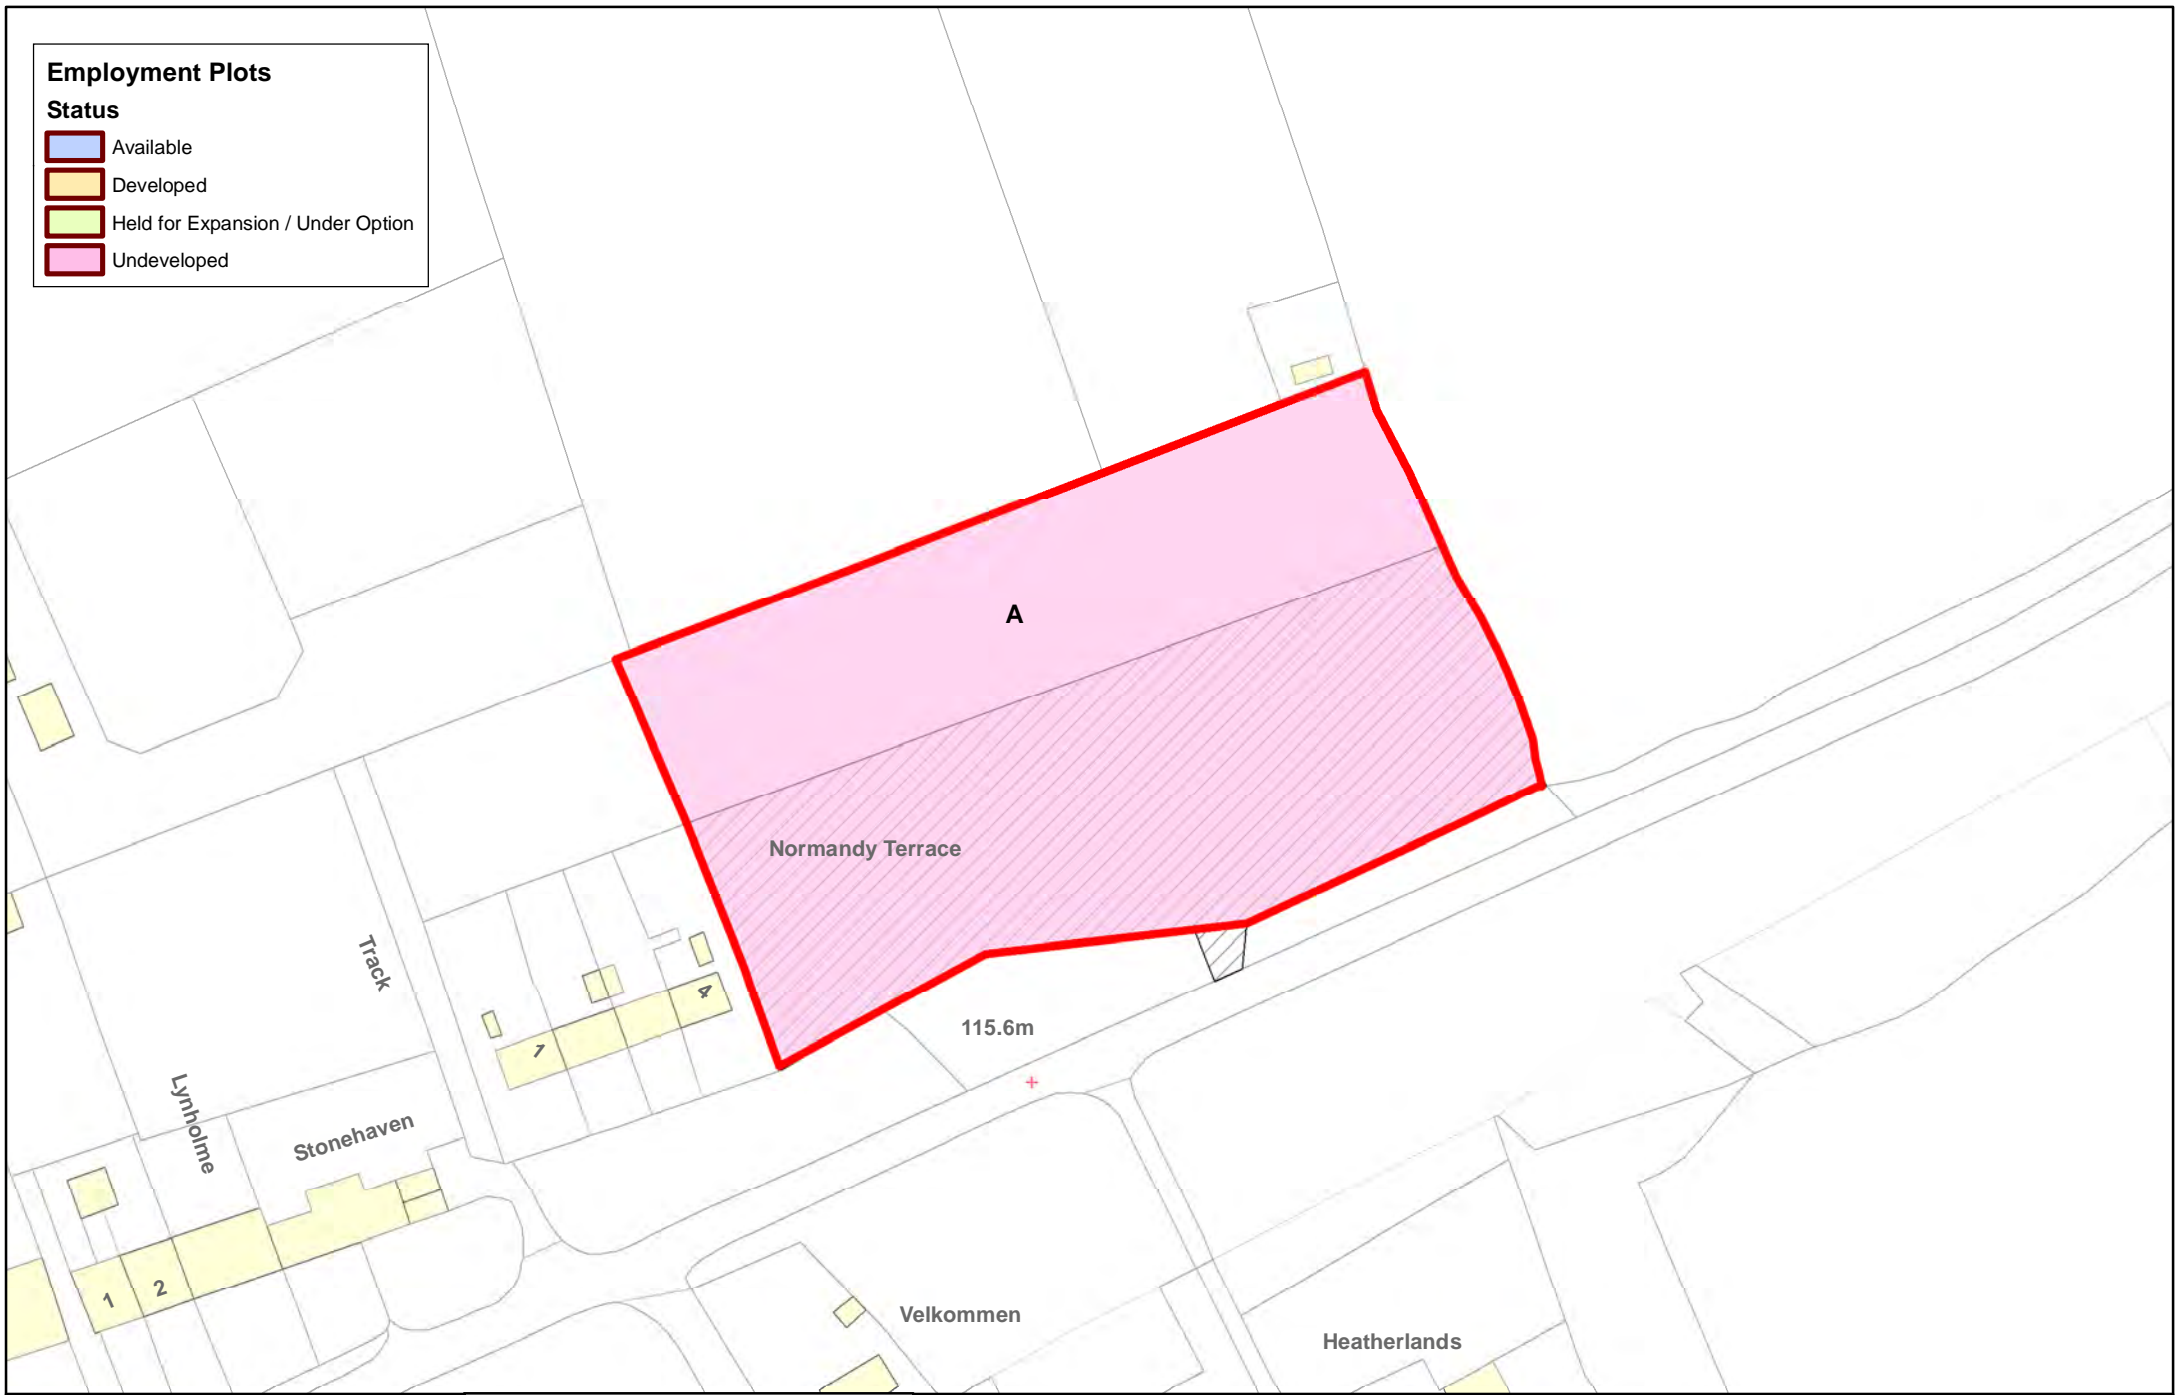 Employment Plots
Status
Available
Developed
Held for Expansion / Under Option
Undeveloped
A
Normandy Terrace
Track
4
1
115.6m
Lynholme
Stonehaven
1
2
Velkommen
Heatherlands